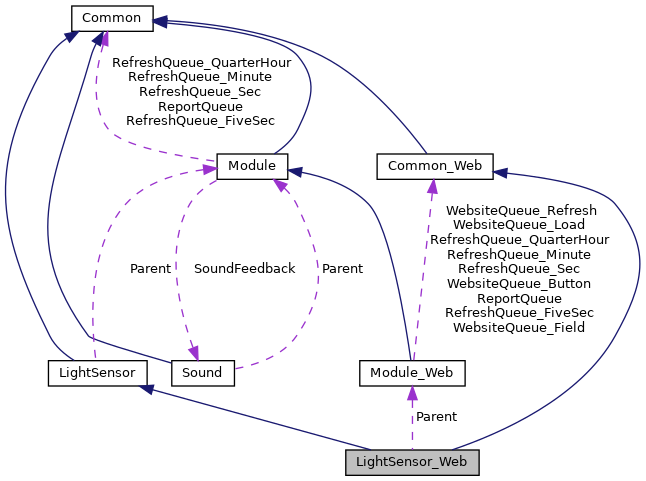 Common
RefreshQueue_QuarterHour
RefreshQueue_Minute
RefreshQueue_Sec
ReportQueue
RefreshQueue_FiveSec
Module
Common_Web
WebsiteQueue_Refresh
WebsiteQueue_Load
RefreshQueue_QuarterHour
RefreshQueue_Minute
RefreshQueue_Sec
WebsiteQueue_Button
ReportQueue
RefreshQueue_FiveSec
WebsiteQueue_Field
Parent
SoundFeedback
Parent
LightSensor
Sound
Module_Web
Parent
LightSensor_Web